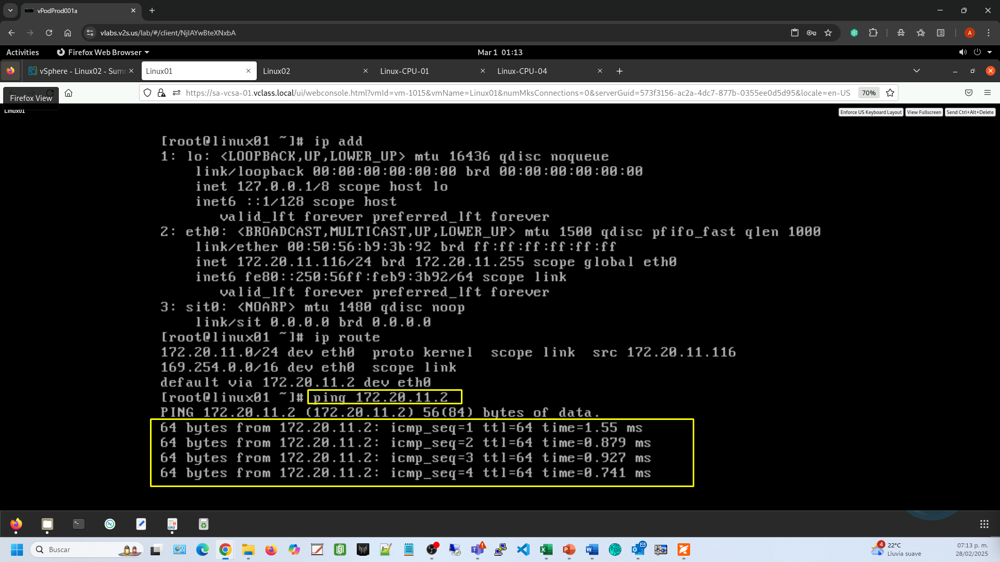 vPodProd001a
vlabs.v2s.us/lab/#/client/NjIAYwBteXNxbA
A
Activities
Firefox Web Browser
Mar 1 01:13
vSphere - Linux02 - Sum
Linux01
Linux02
Linux-CPU-01
Linux-CPU-04
Firefox View
https://sa-vcsa-01.vclass.local/ui/webconsole.html?vmId=vm-1015&vmName=Linux01&numMksConnections=0&serverGuid=573f3156-ac2a-4dc7-877b-0355ee0d5d95&locale=en-US
70%
Linux01
Enforce US Keyboard Layout
View Fullscreen
Send Ctrl+Alt+Delete
[root@linux01 ~]# ip add
1: lo: <LOOPBACK,UP,LOWER_UP> mtu 16436 qdisc noqueue
link/loopback 00:00:00:00:00:00 brd 00:00:00:00:00:00
inet 127.0.0.1/8 scope host lo
inet6 ::1/128 scope host
valid_lft forever preferred_lft forever
2: eth0: <BROADCAST,MULTICAST,UP,LOWER_UP> mtu 1500 qdisc pfifo_fast qlen 1000
link/ether 00:50:56:b9:3b:92 brd ff:ff:ff:ff:ff:ff
inet 172.20.11.116/24 brd 172.20.11.255 scope global eth0
inet6 fe80::250:56ff:feb9:3b92/64 scope link
valid_lft forever preferred_lft forever
3: sit0: <NOARP> mtu 1480 qdisc noop
link/sit 0.0.0.0 brd 0.0.0.0
[root@linux01 ~]# ip route
172.20.11.0/24 dev eth0  proto kernel  scope link  src 172.20.11.116
169.254.0.0/16 dev eth0  scope link
default via 172.20.11.2 dev eth0
[root@linux01 ~]# ping 172.20.11.2
PING 172.20.11.2 (172.20.11.2) 56(84) bytes of data.
64 bytes from 172.20.11.2: icmp_seq=1 ttl=64 time=1.55 ms
64 bytes from 172.20.11.2: icmp_seq=2 ttl=64 time=0.879 ms
64 bytes from 172.20.11.2: icmp_seq=3 ttl=64 time=0.927 ms
64 bytes from 172.20.11.2: icmp_seq=4 ttl=64 time=0.741 ms
Buscar
4
22°C
Lluvia suave
07:13 p. m.
28/02/2025